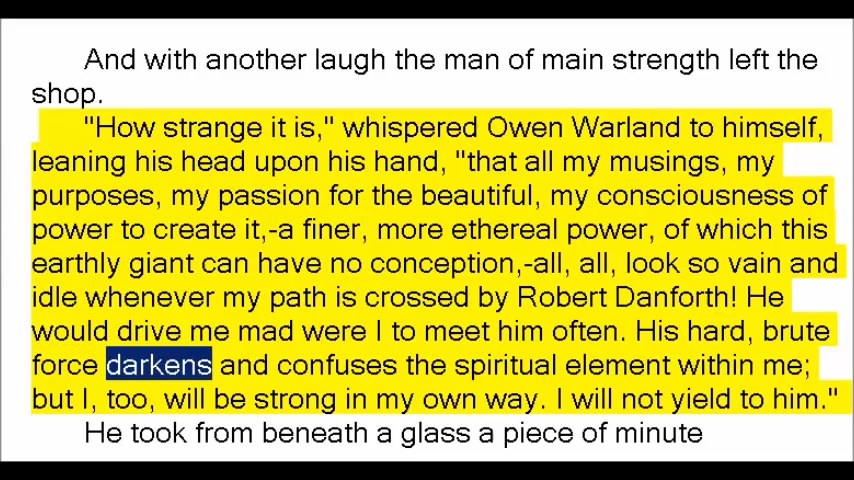 And with another laugh the man of main strength left the
shop.
"How strange it is," whispered Owen Warland to himself,
leaning his head upon his hand, "that all my musings, my
purposes, my passion for the beautiful, my consciousness of
power to create it,-a finer, more ethereal power, of which this
earthly giant can have no conception,-all, all, look so vain and
idle whenever my path is crossed by Robert Danforth! He
would drive me mad were I to meet him often. His hard, brute
force darkens and confuses the spiritual element within me;
but I, too, will be strong in my own way. I will not yield to him."
He took from beneath a glass a piece of minute